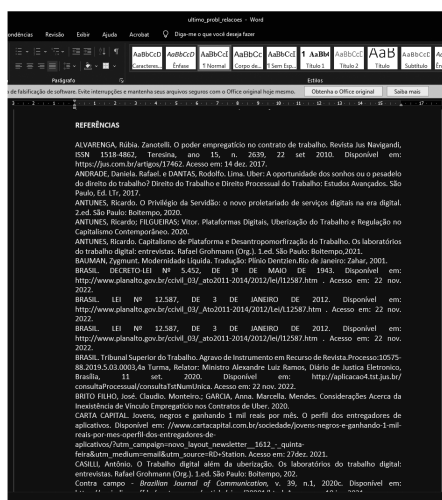 ultimo_probl_relacoes - Word
ondências Revisão Exibir Ajuda Acrobat Diga-me o que você deseja fazer
AaBbCcD AaBbCcD AaBbCcI AaBbCc AaBbCcI 1 AaBbI AaBbCcD AaB AaBbCcD
Caracteres... Ênfase ¶ Normal Corpo de... ¶ Sem Esp... Título 1 Título 2 Título Subtítulo
Parágrafo Estilos
de falsificação de software. Evite interrupções e mantenha seus arquivos seguros com o Office original hoje mesmo. Obtenha o Office original Saiba mais
REFERÊNCIAS
ALVARENGA, Rúbia. Zanotelli. O poder empregatício no contrato de trabalho. Revista Jus Navigandi,
ISSN 1518-4862, Teresina, ano 15, n. 2639, 22 set 2010. Disponível em:
https://jus.com.br/artigos/17462. Acesso em: 14 dez. 2017.
ANDRADE, Daniela. Rafael. e DANTAS, Rodolfo. Lima. Uber: A oportunidade dos sonhos ou o pesadelo
do direito do trabalho? Direito do Trabalho e Direito Processual do Trabalho: Estudos Avançados. São
Paulo, Ed. LTr, 2017.
ANTUNES, Ricardo. O Privilégio da Servidão: o novo proletariado de serviços digitais na era digital.
2.ed. São Paulo: Boitempo, 2020.
ANTUNES, Ricardo; FILGUEIRAS; Vitor. Plataformas Digitais, Uberização do Trabalho e Regulação no
Capitalismo Contemporâneo. 2020.
ANTUNES, Ricardo. Capitalismo de Plataforma e Desantropomorfirzação do Trabalho. Os laboratórios
do trabalho digital: entrevistas. Rafael Grohmann (Org.). 1.ed. São Paulo: Boitempo,2021.
BAUMAN, Zygmunt. Modernidade Líquida. Tradução: Plínio Dentzien.Rio de Janeiro: Zahar, 2001.
BRASIL. DECRETO-LEI Nº 5.452, DE 1º DE MAIO DE 1943. Disponível em:
http://www.planalto.gov.br/ccivil_03/_ato2011-2014/2012/lei/l12587.htm . Acesso em: 22 nov.
2022.
BRASIL. LEI Nº 12.587, DE 3 DE JANEIRO DE 2012. Disponível em:
http://www.planalto.gov.br/ccivil_03/_Ato2011-2014/2012/Lei/L12587.htm . Acesso em: 22 nov.
2022.
BRASIL. LEI Nº 12.587, DE 3 DE JANEIRO DE 2012. Disponível em:
http://www.planalto.gov.br/ccivil_03/_ato2011-2014/2012/lei/l12587.htm . Acesso em: 22 nov.
2022.
BRASIL. Tribunal Superior do Trabalho. Agravo de Instrumento em Recurso de Revista.Processo:10575-
88.2019.5.03.0003,4a Turma, Relator: Ministro Alexandre Luiz Ramos, Diário de Justica Eletronico,
Brasília, 11 set. 2020. Disponível em: http://aplicacao4.tst.jus.br/
consultaProcessual/consultaTstNumUnica. Acesso em: 22 nov. 2022.
BRITO FILHO, José. Claudio. Monteiro.; GARCIA, Anna. Marcella. Mendes. Considerações Acerca da
Inexistência de Vínculo Empregatício nos Contratos de Uber. 2020.
CARTA CAPITAL. Jovens, negros e ganhando 1 mil reais por mês. O perfil dos entregadores de
aplicativos. Disponível em: //www.cartacapital.com.br/sociedade/jovens-negros-e-ganhando-1-mil-
reais-por-mes-operfil-dos-entregadores-de-
aplicativos/?utm_campaign=novo_layout_newsletter__1612_-_quinta-
feira&utm_medium=email&utm_source=RD+Station. Acesso em: 27dez. 2021.
CASILLI, Antônio. O Trabalho digital além da uberização. Os laboratórios do trabalho digital:
entrevistas. Rafael Grohmann (Org.). 1.ed. São Paulo: Boitempo, 202.
Contra campo - Brazilian Journal of Communication, v. 39, n.1, 2020c. Disponível em: